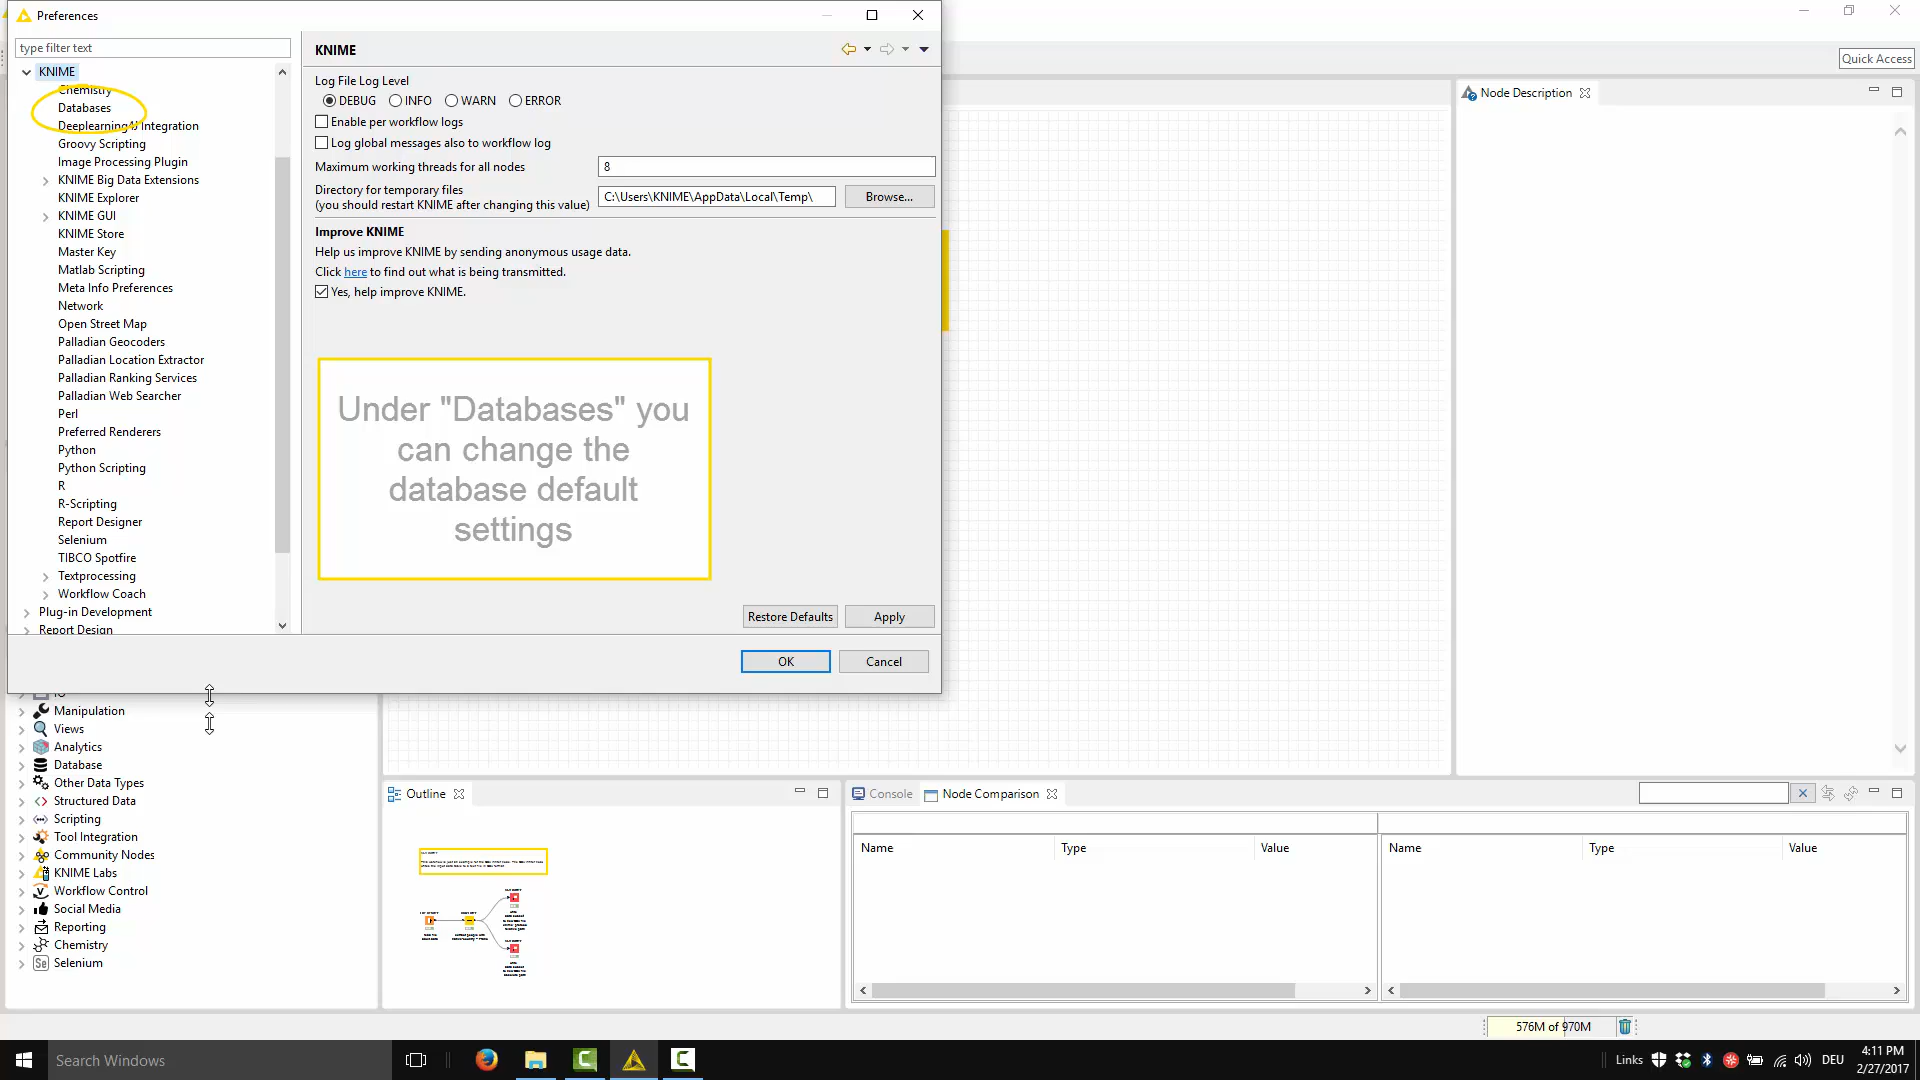 Preferences
type filter text
KNIME
Chemistry
Databases
Deeplearning4J Integration
Groovy Scripting
Image Processing Plugin
KNIME Big Data Extensions
KNIME Explorer
KNIME GUI
KNIME Store
Master Key
Matlab Scripting
Meta Info Preferences
Network
Open Street Map
Palladian Geocoders
Palladian Location Extractor
Palladian Ranking Services
Palladian Web Searcher
Perl
Preferred Renderers
Python
Python Scripting
R
R-Scripting
Report Designer
Selenium
TIBCO Spotfire
Textprocessing
Workflow Coach
Plug-in Development
Report Design
KNIME
Log File Log Level
DEBUG INFO WARN ERROR
Enable per workflow logs
Log global messages also to workflow log
Maximum working threads for all nodes 8
Directory for temporary files
(you should restart KNIME after changing this value) C:\Users\KNIME\AppData\Local\Temp\ Browse...
Improve KNIME
Help us improve KNIME by sending anonymous usage data.
Click here to find out what is being transmitted.
Yes, help improve KNIME.
Under "Databases" you
can change the
database default
settings
Restore Defaults Apply
OK Cancel
Quick Access
Node Description
IO
Manipulation
Views
Analytics
Database
Other Data Types
Structured Data
Scripting
Tool Integration
Community Nodes
KNIME Labs
Workflow Control
Social Media
Reporting
Chemistry
Se Selenium
Outline
Console Node Comparison
Name Type Value Name Type Value
576M of 970M
Search Windows
Links DEU 4:11 PM
2/27/2017